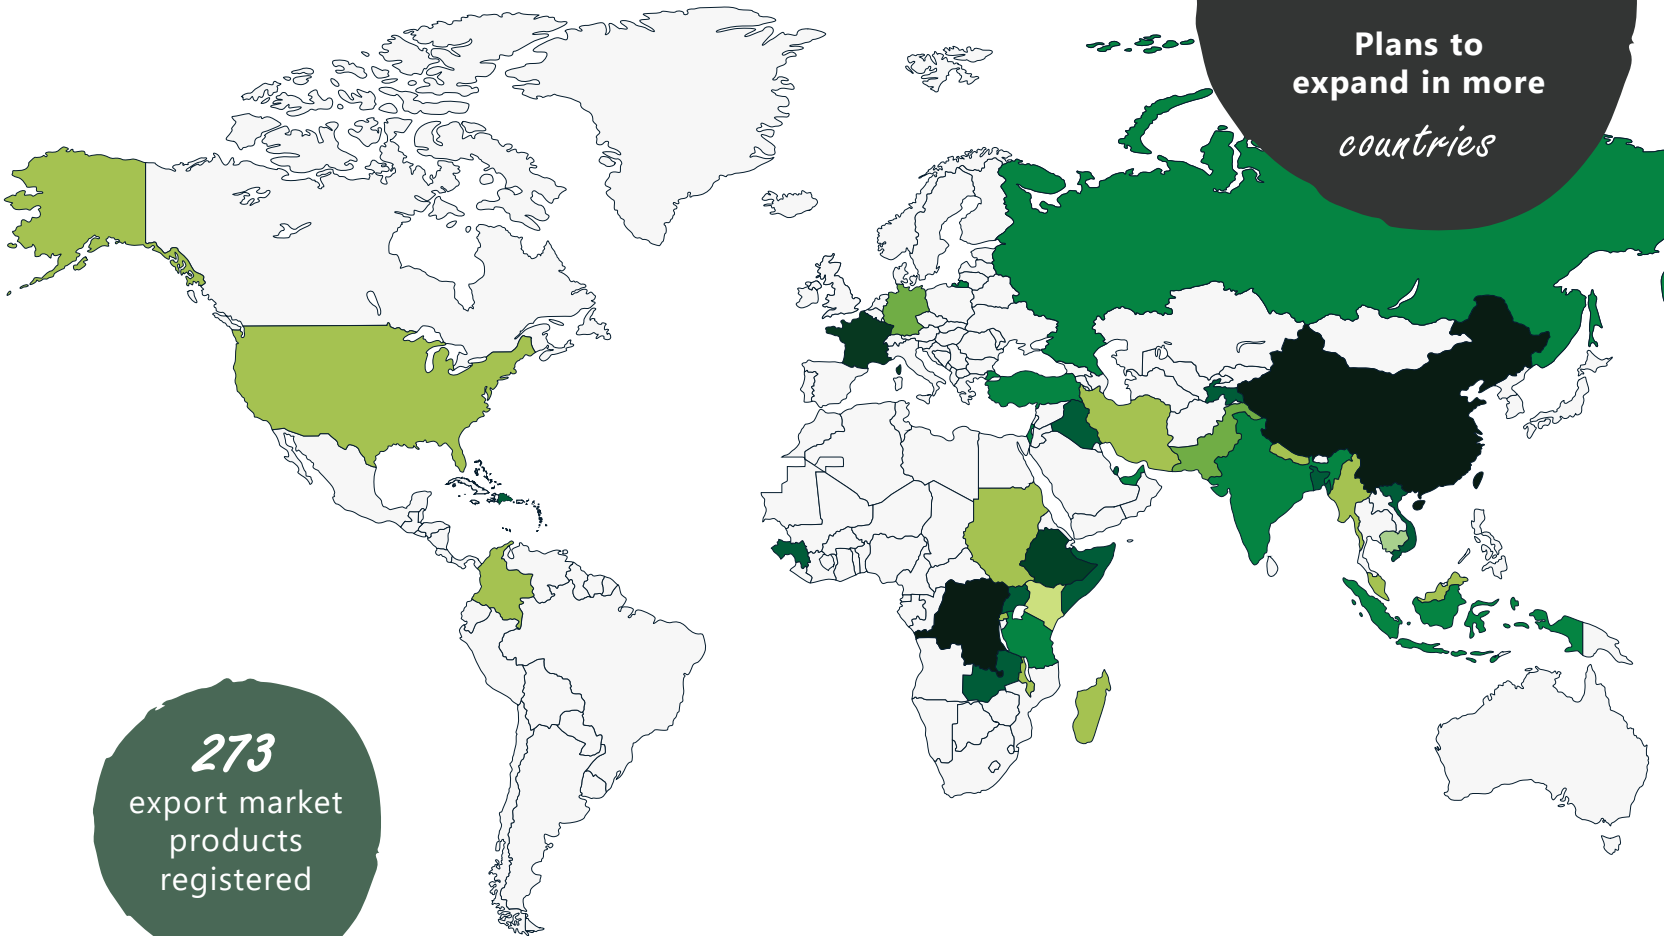 Plans to
expand in more
countries
273
export market
products
registered